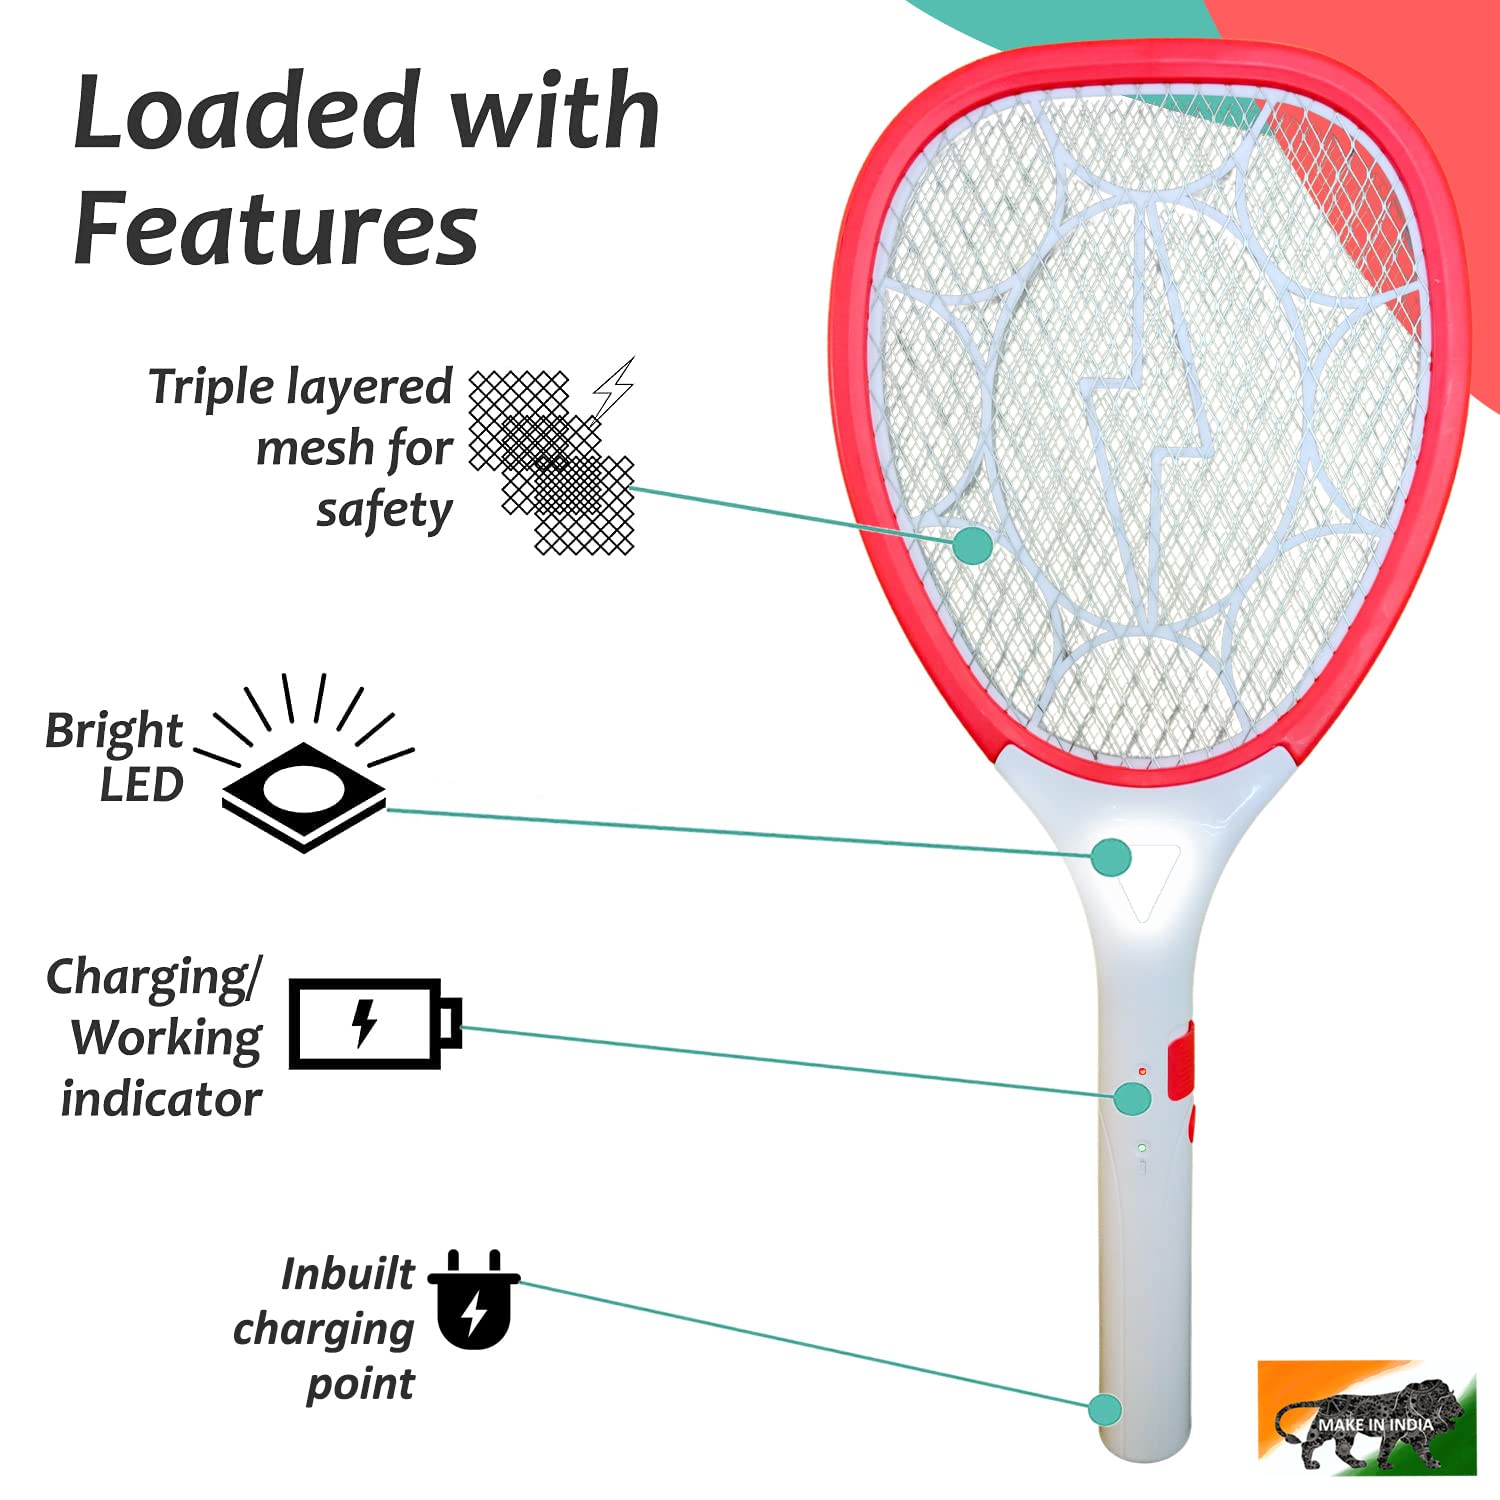 Loaded with
Features
Triple layered
mesh for
safety
Bright
LED
Charging/
Working
indicator
Inbuilt
charging
point
MAKE IN INDIA